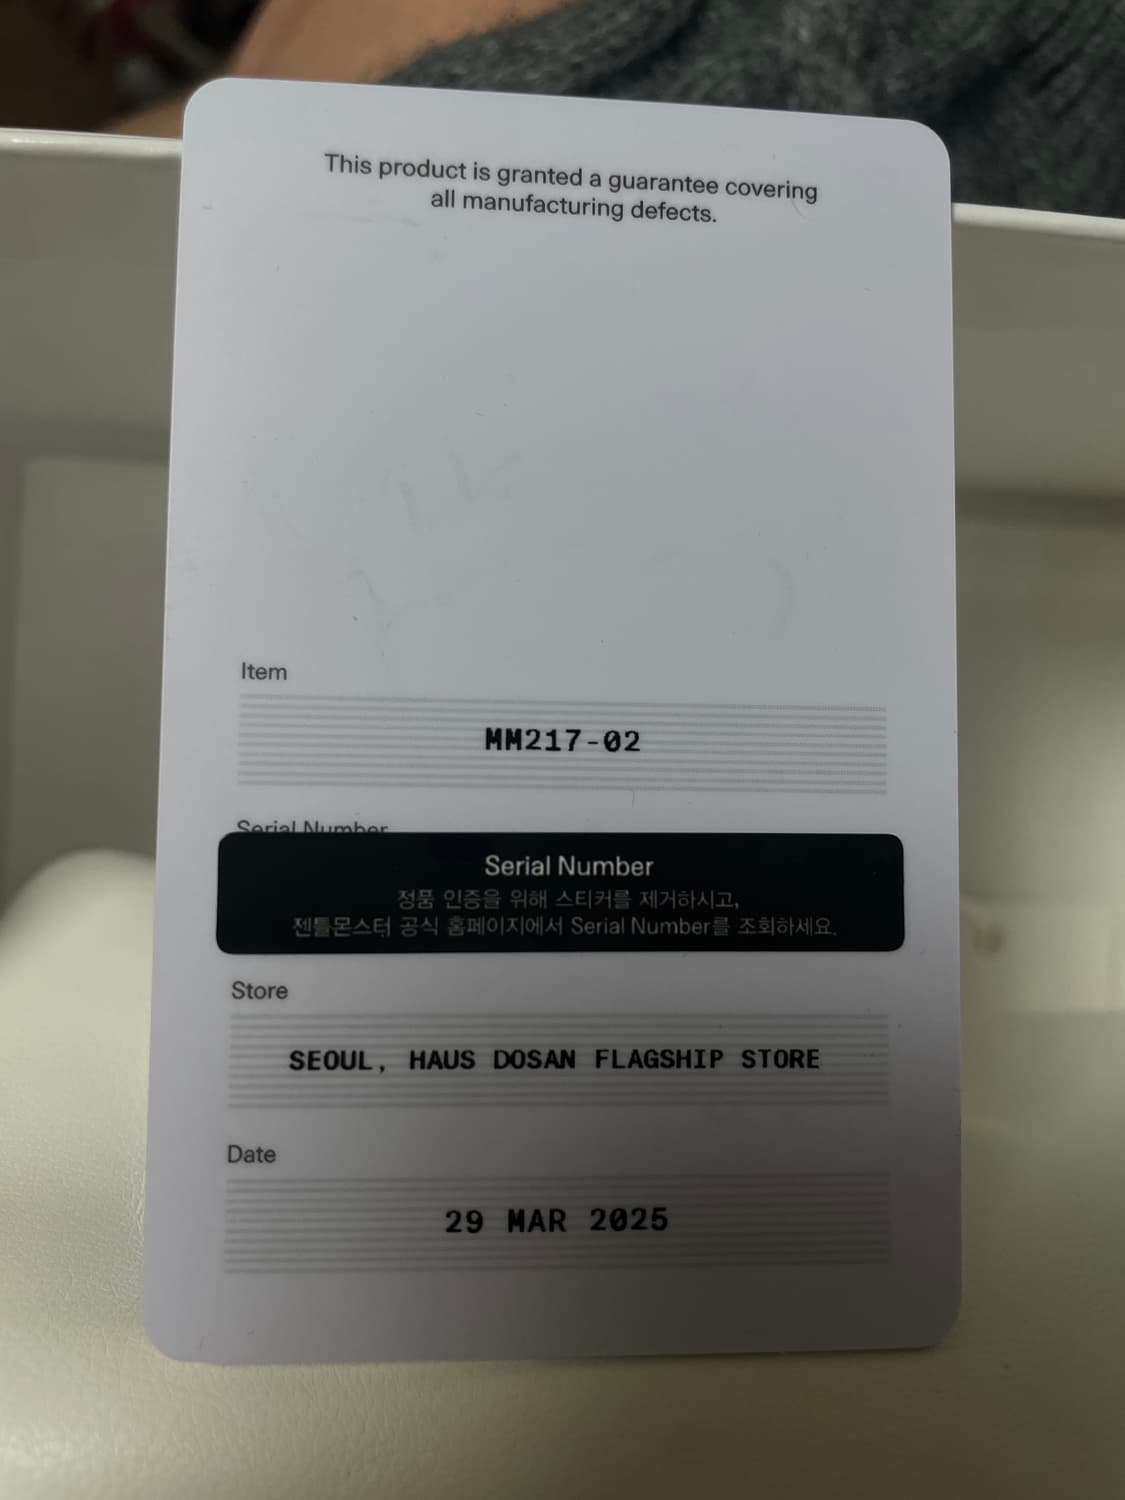 This product is granted a guarantee covering
all manufacturing defects.
Item
MM217-02
Serial Number
Serial Number
정품 인증을 위해 스티커를 제거하시고,
젠틀몬스터 공식 홈페이지에서 Serial Number를 조회하세요.
Store
SEOUL, HAUS DOSAN FLAGSHIP STORE
Date
29 MAR 2025